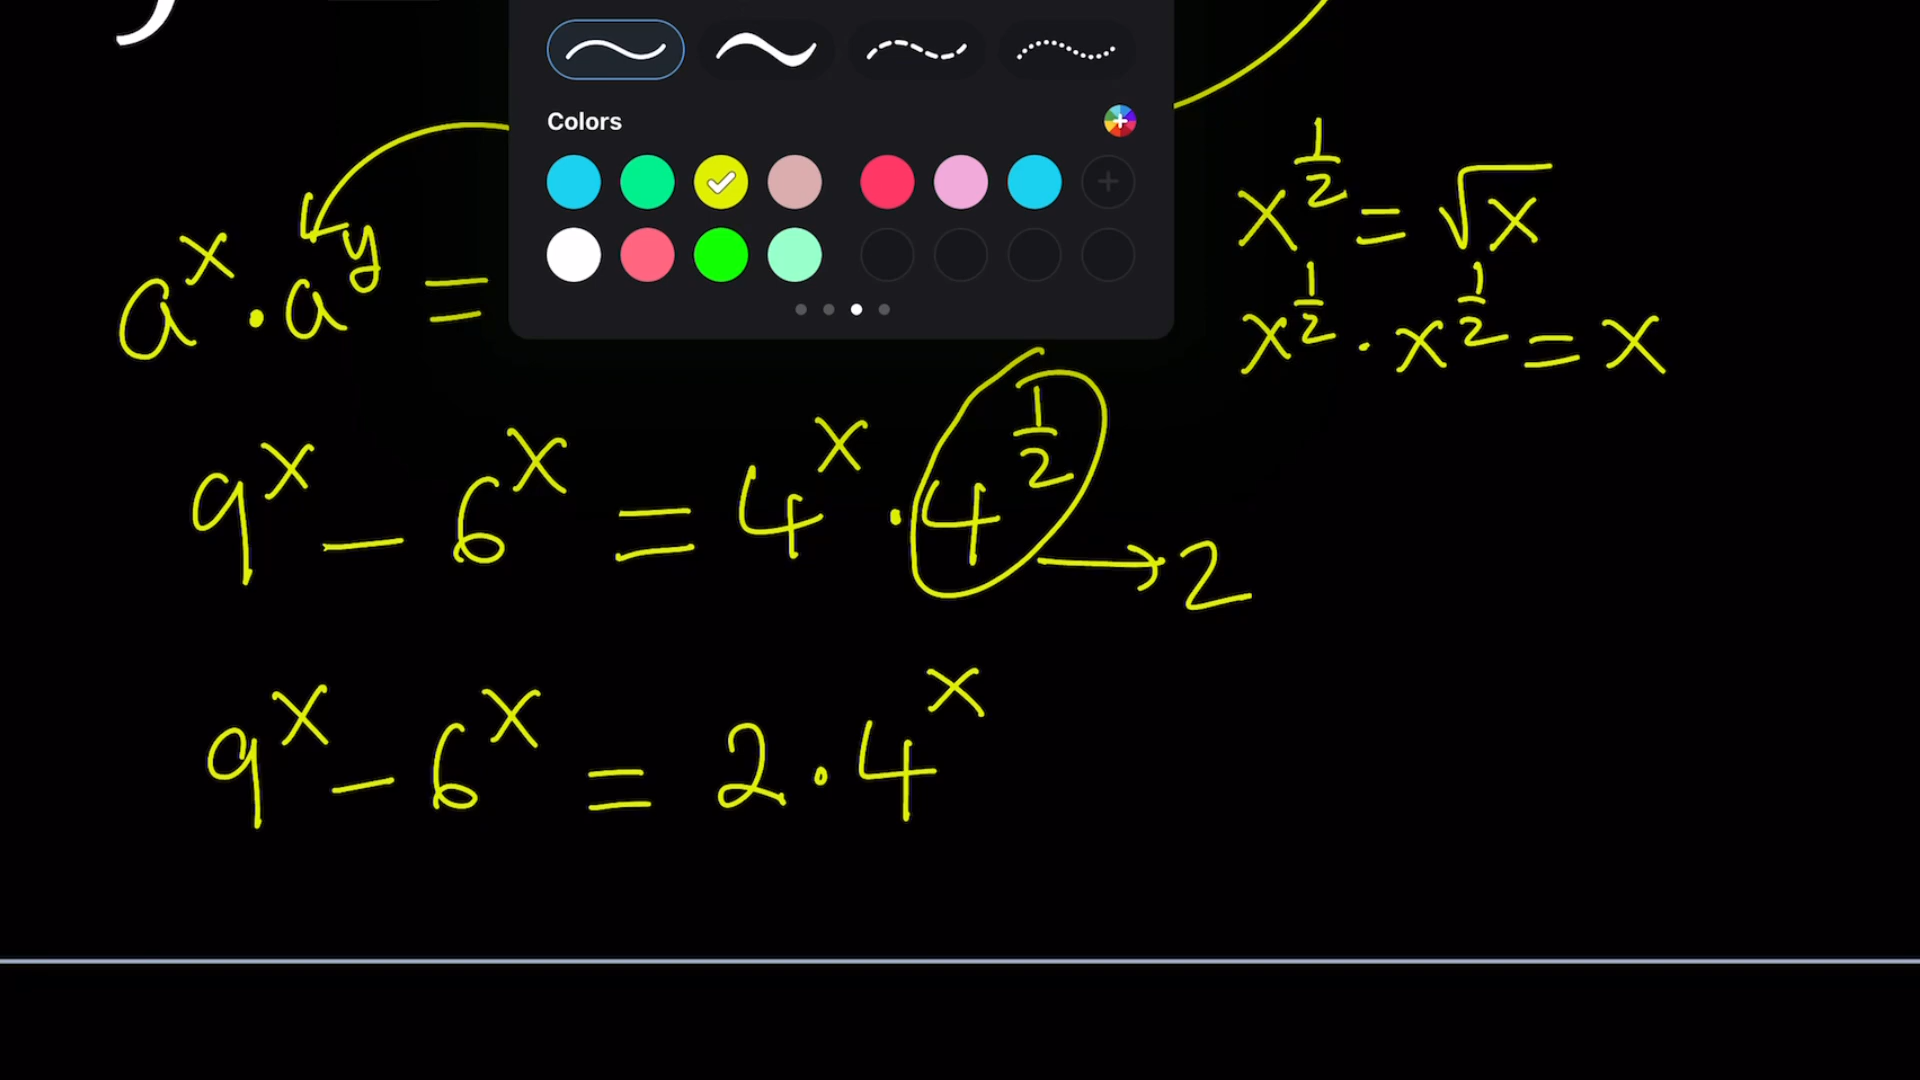 Colors
x^{1/2} = √x
a^x · a^y =
x^{1/2} · x^{1/2} = x
9^x − 6^x = 4^x · 4^{1/2} → 2
9^x − 6^x = 2 · 4^x